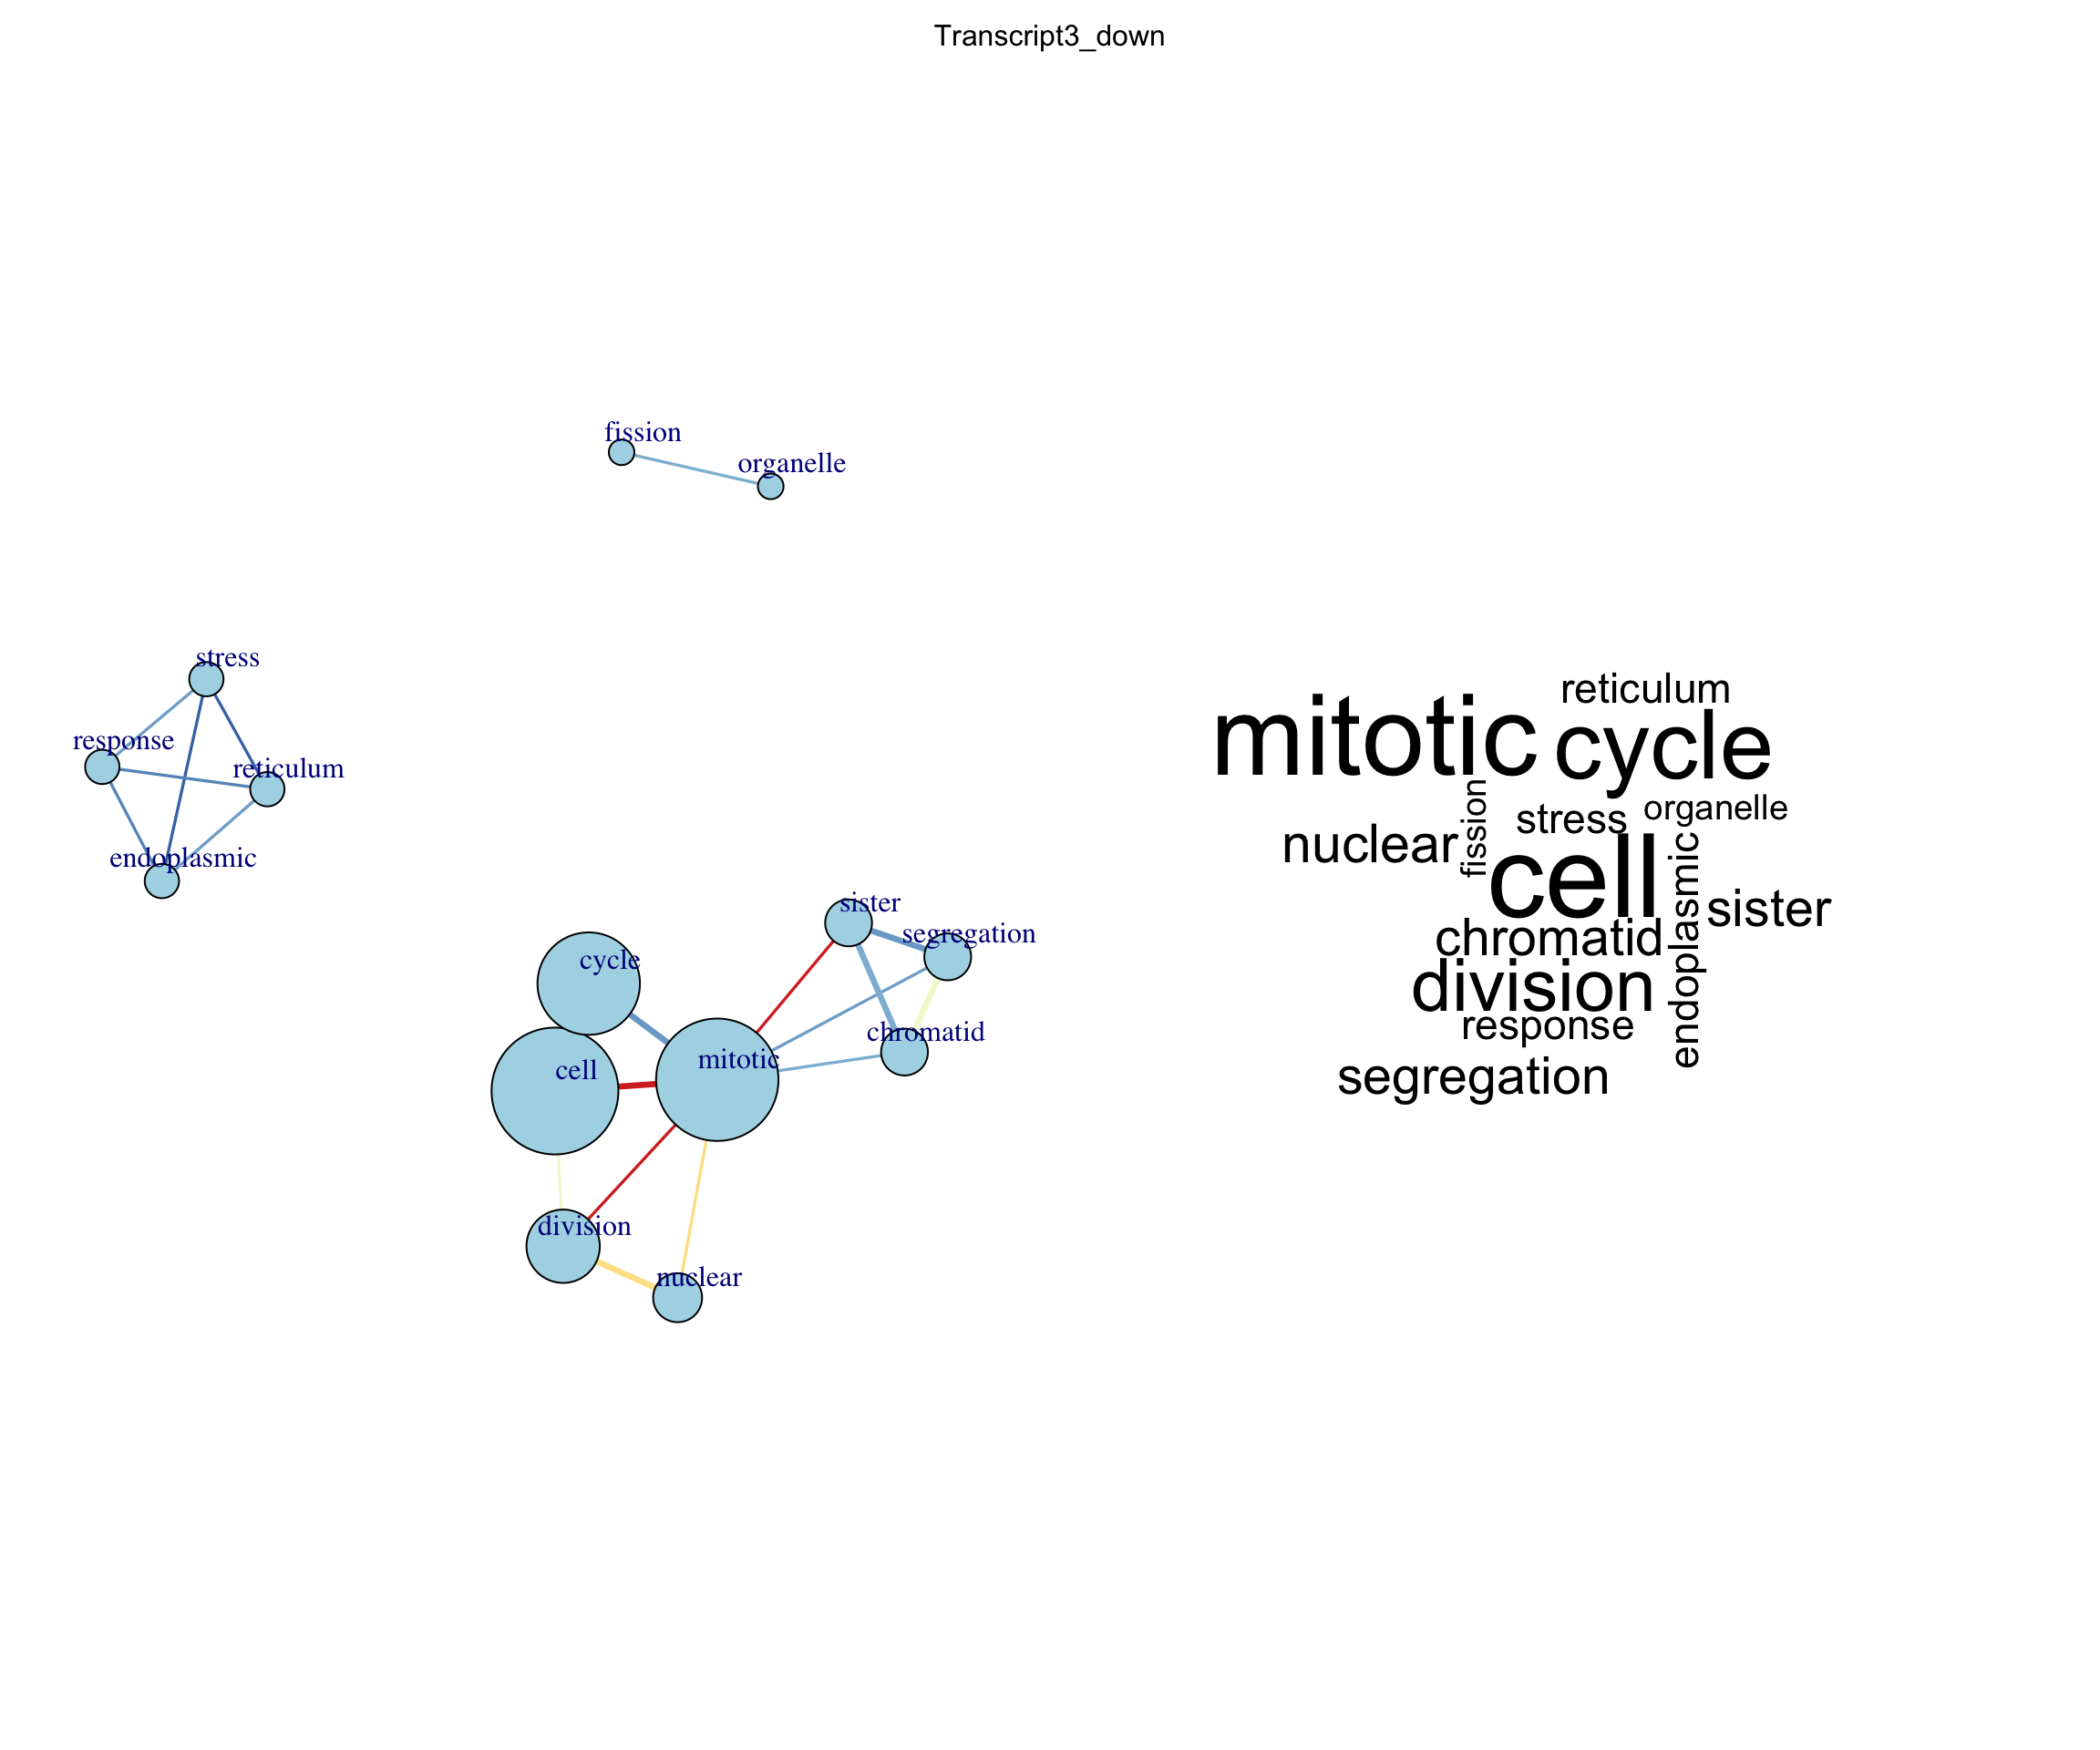 Transcript3_down
fission
organelle
stress
response
reticulum
endoplasmic
sister
segregation
cycle
chromatid
mitotic
cell
division
nuclear
reticulum
mitotic
cycle
fission
stress
organelle
nuclear
cell
endoplasmic
sister
chromatid
division
response
segregation